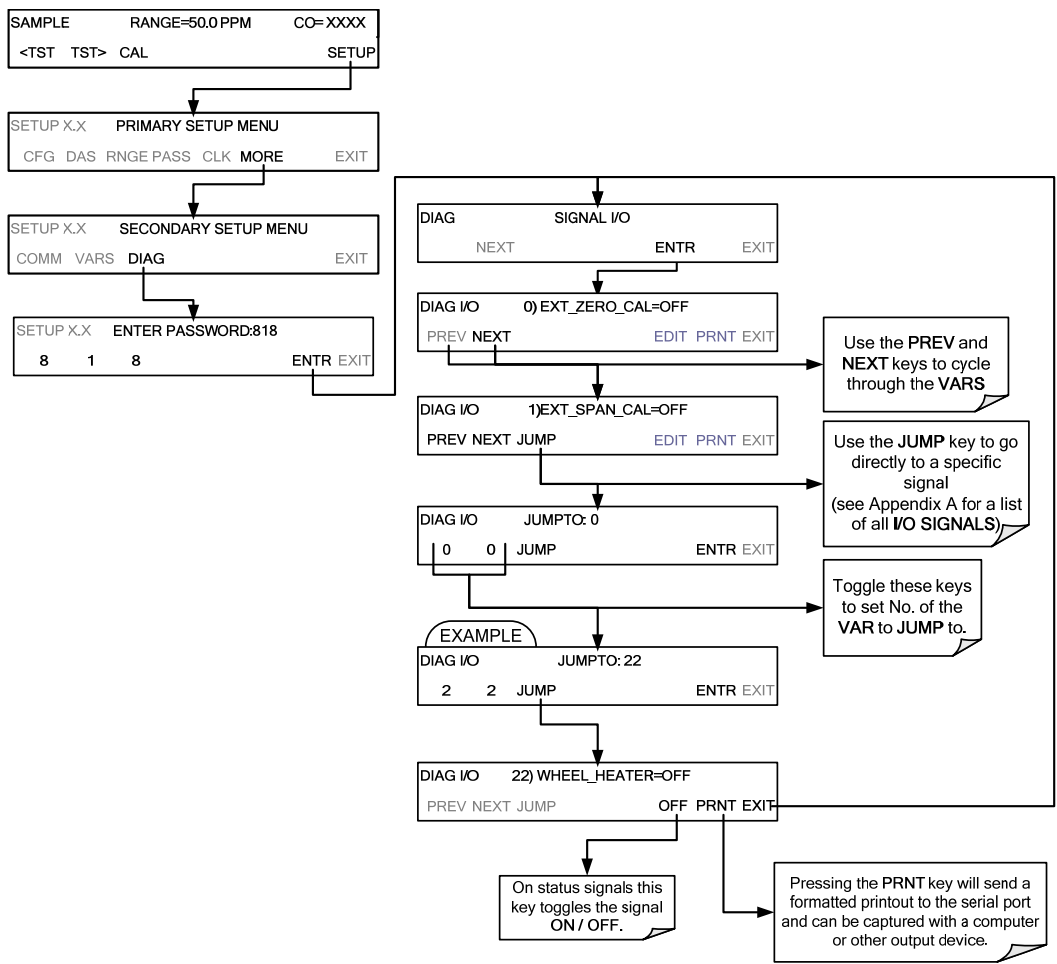 SAMPLE RANGE=50.0 PPM CO= XXXX
<TST TST> CAL SETUP
SETUP X.X PRIMARY SETUP MENU
CFG DAS RNGE PASS CLK MORE EXIT
SETUP X.X SECONDARY SETUP MENU
COMM VARS DIAG EXIT
SETUP X.X ENTER PASSWORD:818
8 1 8 ENTR EXIT
DIAG SIGNAL I/O
NEXT ENTR EXIT
DIAG I/O 0) EXT_ZERO_CAL=OFF
PREV NEXT EDIT PRNT EXIT
Use the PREV and
NEXT keys to cycle
through the VARS
DIAG I/O 1)EXT_SPAN_CAL=OFF
PREV NEXT JUMP EDIT PRNT EXIT
Use the JUMP key to go
directly to a specific
signal
(see Appendix A for a list
of all I/O SIGNALS)
DIAG I/O JUMPTO: 0
0 0 JUMP ENTR EXIT
Toggle these keys
to set No. of the
VAR to JUMP to.
EXAMPLE
DIAG I/O JUMPTO: 22
2 2 JUMP ENTR EXIT
DIAG I/O 22) WHEEL_HEATER=OFF
PREV NEXT JUMP OFF PRNT EXIT
On status signals this
key toggles the signal
ON / OFF.
Pressing the PRNT key will send a
formatted printout to the serial port
and can be captured with a computer
or other output device.